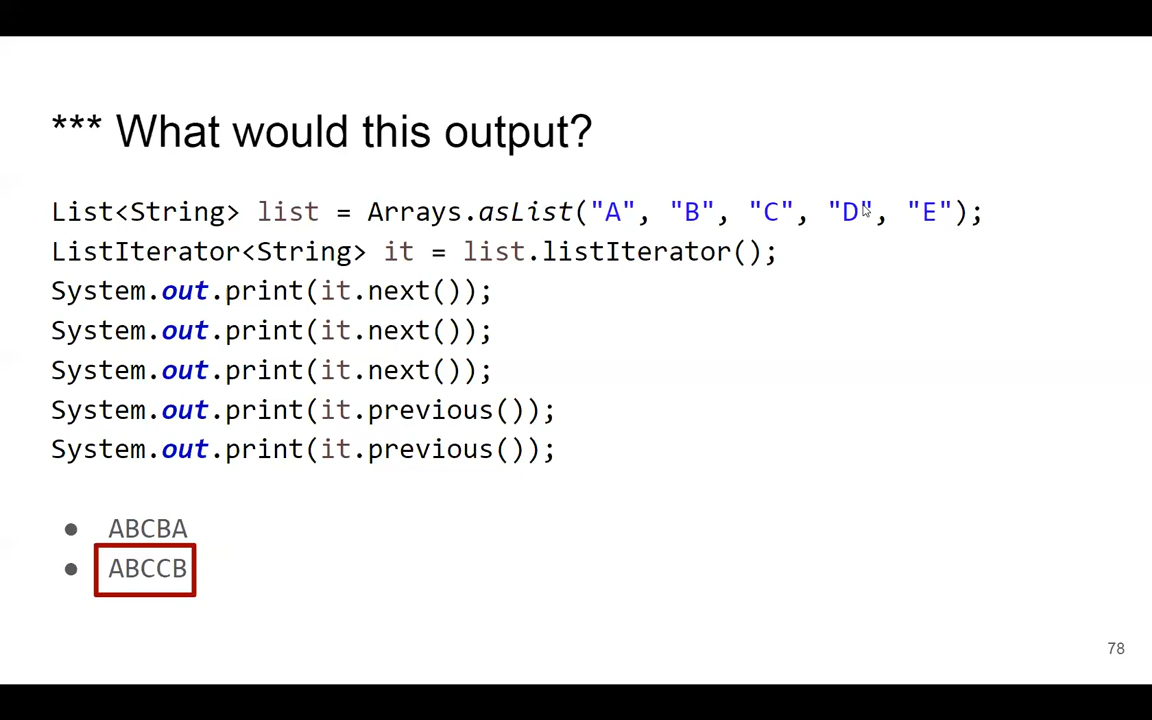 *** What would this output?
List<String> list = Arrays.asList("A", "B", "C", "D", "E");
ListIterator<String> it = list.listIterator();
System.out.print(it.next());
System.out.print(it.next());
System.out.print(it.next());
System.out.print(it.previous());
System.out.print(it.previous());
● ABCBA
● ABCCB
78